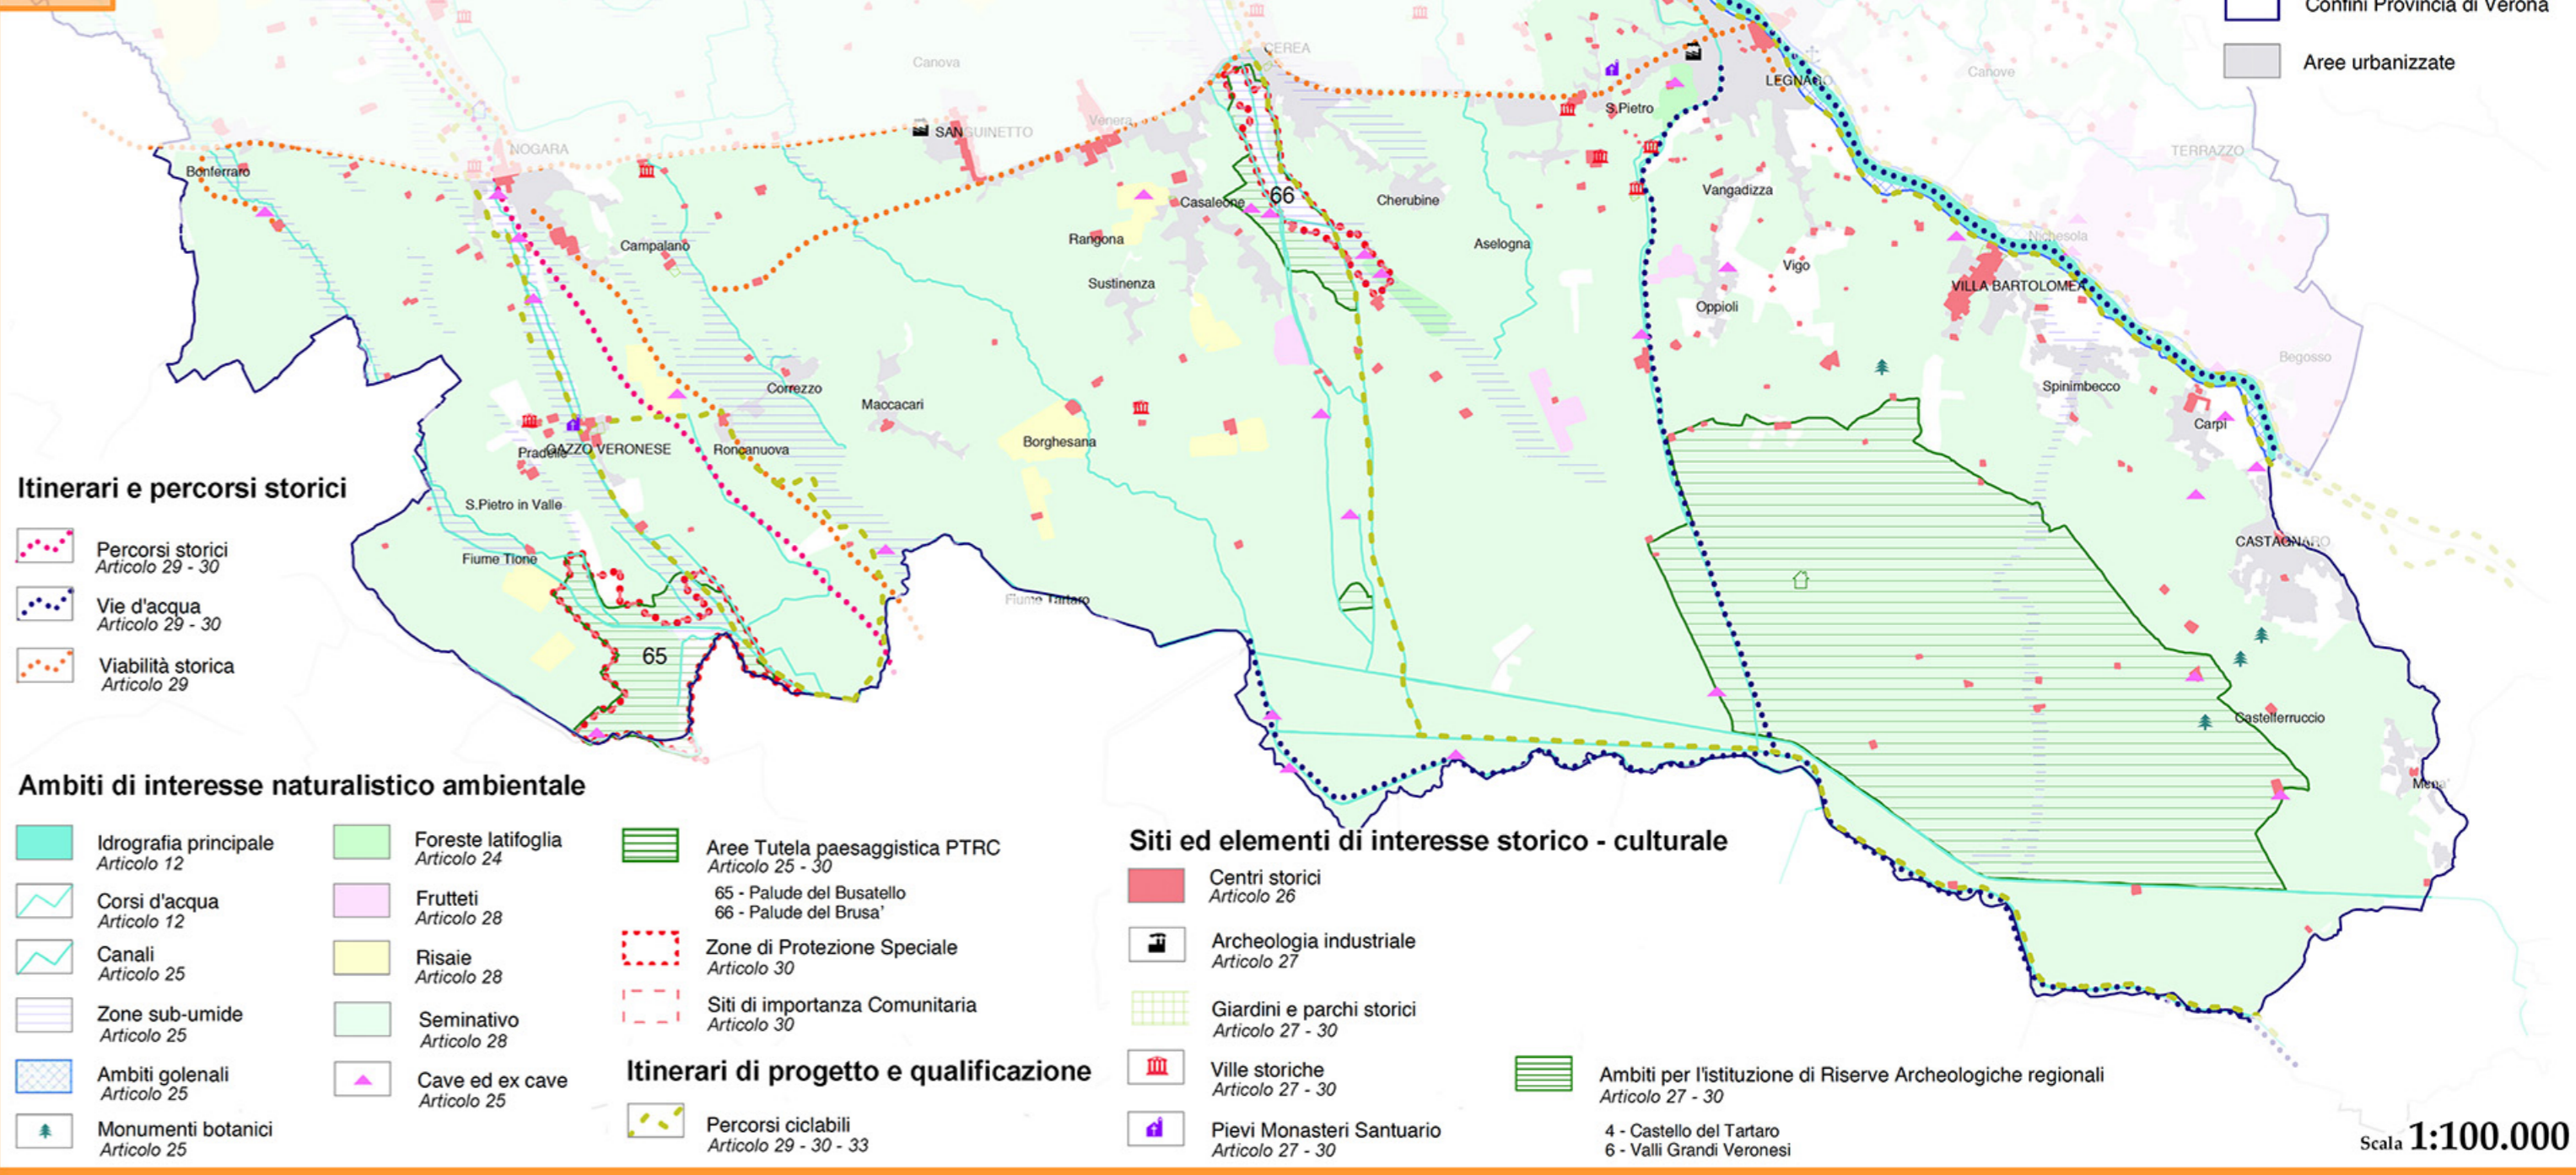 Confini Provincia di Verona
Aree urbanizzate
CEREA
Canova
Canove
LEGNAGO
S.Pietro
Venera
SANGUINETTO
NOGARA
TERRAZZO
Bonferraro
Vangadizza
Casaleone
66
Cherubine
Rangona
Campalano
Aselogna
Nichesola
Vigo
Sustinenza
VILLA BARTOLOMEA
Oppioli
Begosso
Correzzo
Spinimbecco
Maccacari
Carpi
Borghesana
Pradelle
GAZZO VERONESE
Roncanuova
S.Pietro in Valle
CASTAGNARO
Fiume Tione
Fiume Tartaro
65
Castellerruccio
Mena'
Itinerari e percorsi storici
Percorsi storici
Articolo 29 - 30
Vie d'acqua
Articolo 29 - 30
Viabilità storica
Articolo 29
Ambiti di interesse naturalistico ambientale
Idrografia principale
Articolo 12
Corsi d'acqua
Articolo 12
Canali
Articolo 25
Zone sub-umide
Articolo 25
Ambiti golenali
Articolo 25
Monumenti botanici
Articolo 25
Foreste latifoglia
Articolo 24
Frutteti
Articolo 28
Risaie
Articolo 28
Seminativo
Articolo 28
Cave ed ex cave
Articolo 25
Aree Tutela paesaggistica PTRC
Articolo 25 - 30
65 - Palude del Busatello
66 - Palude del Brusa'
Zone di Protezione Speciale
Articolo 30
Siti di importanza Comunitaria
Articolo 30
Itinerari di progetto e qualificazione
Percorsi ciclabili
Articolo 29 - 30 - 33
Siti ed elementi di interesse storico - culturale
Centri storici
Articolo 26
Archeologia industriale
Articolo 27
Giardini e parchi storici
Articolo 27 - 30
Ville storiche
Articolo 27 - 30
Pievi Monasteri Santuario
Articolo 27 - 30
Ambiti per l'istituzione di Riserve Archeologiche regionali
Articolo 27 - 30
4 - Castello del Tartaro
6 - Valli Grandi Veronesi
Scala 1:100.000